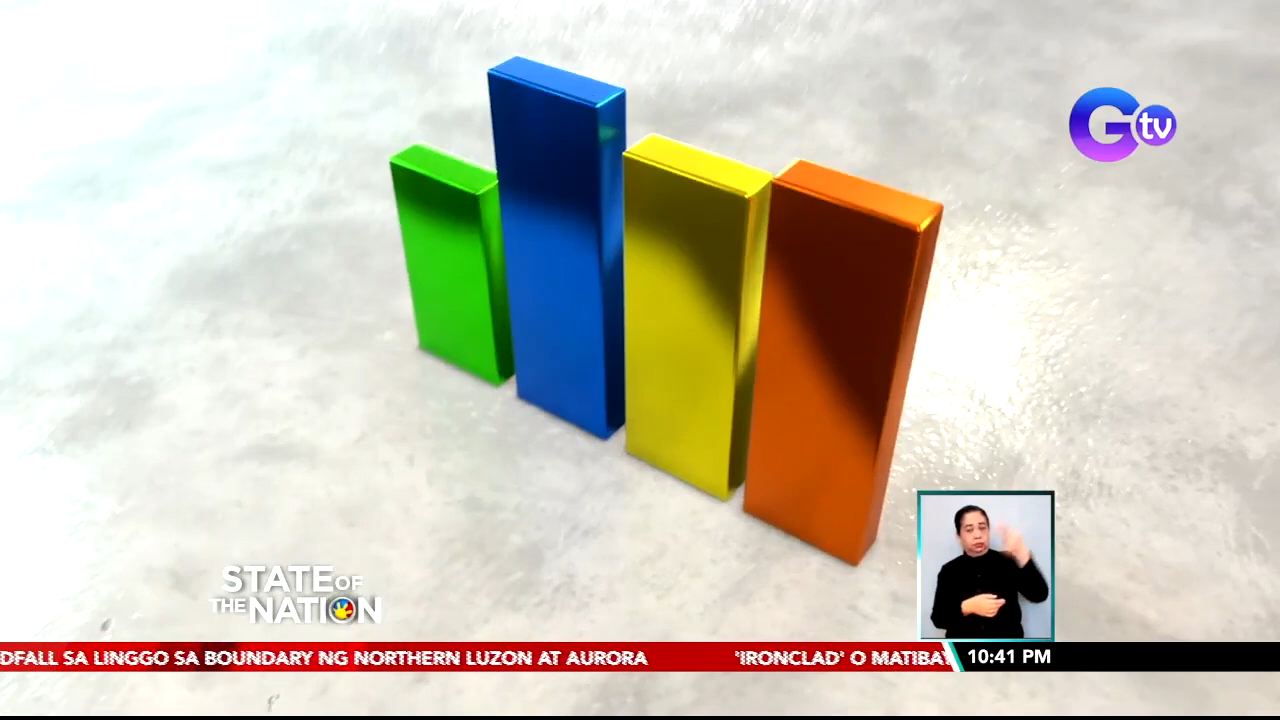 Gtv
STATE OF
THE NATION
DFALL SA LINGGO SA BOUNDARY NG NORTHERN LUZON AT AURORA
'IRONCLAD' O MATIBAY
10:41 PM